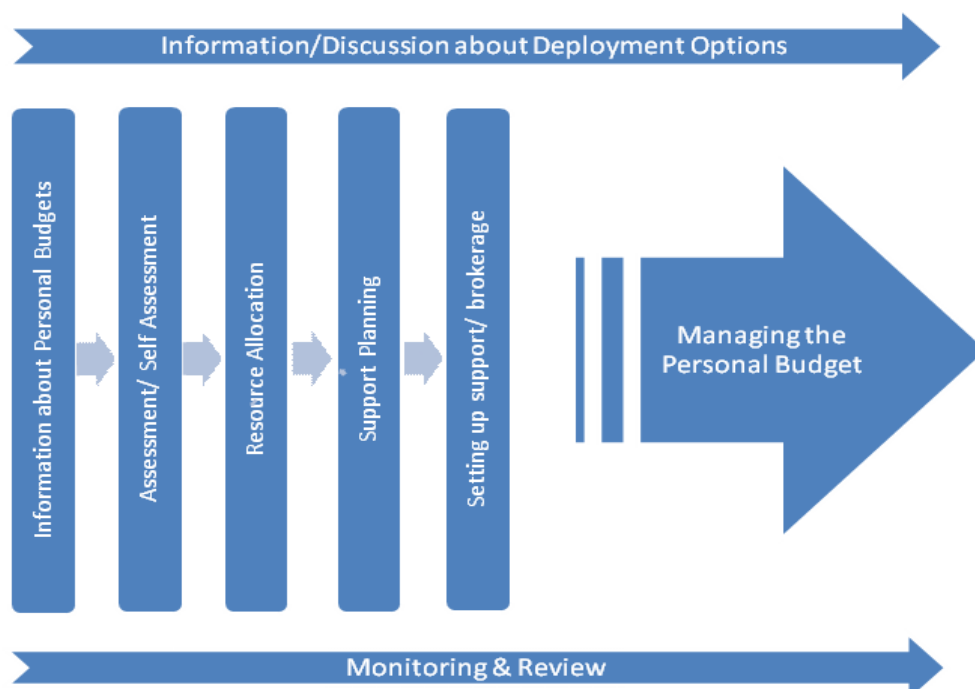 Information/Discussion about Deployment Options
Information about Personal Budgets
Assessment/ Self Assessment
Resource Allocation
Support Planning
Setting up support/ brokerage
Managing the
Personal Budget
Monitoring & Review